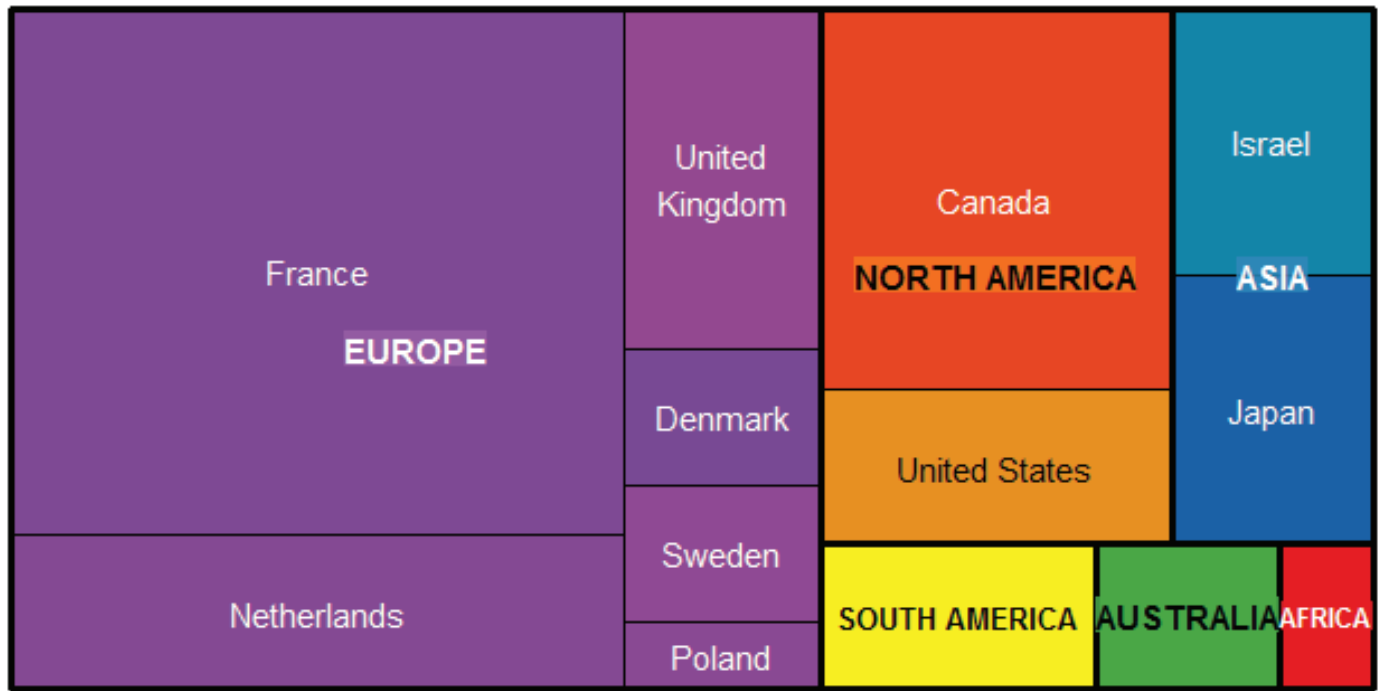 France
EUROPE
Netherlands
United
Kingdom
Denmark
Sweden
Poland
Canada
NORTH AMERICA
United States
Israel
ASIA
Japan
SOUTH AMERICA
AUSTRALIA
AFRICA